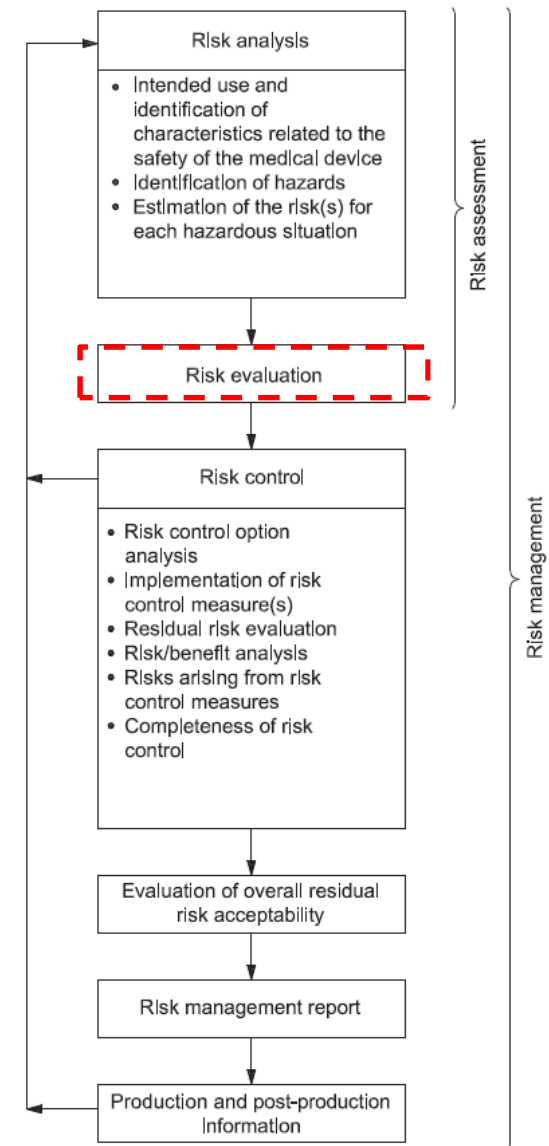 Risk analysis
• Intended use and
identification of
characteristics related to the
safety of the medical device
• Identification of hazards
• Estimation of the risk(s) for
each hazardous situation
Risk assessment
Risk evaluation
Risk control
• Risk control option
analysis
• Implementation of risk
control measure(s)
• Residual risk evaluation
• Risk/benefit analysis
• Risks arising from risk
control measures
• Completeness of risk
control
Risk management
Evaluation of overall residual
risk acceptability
Risk management report
Production and post-production
information